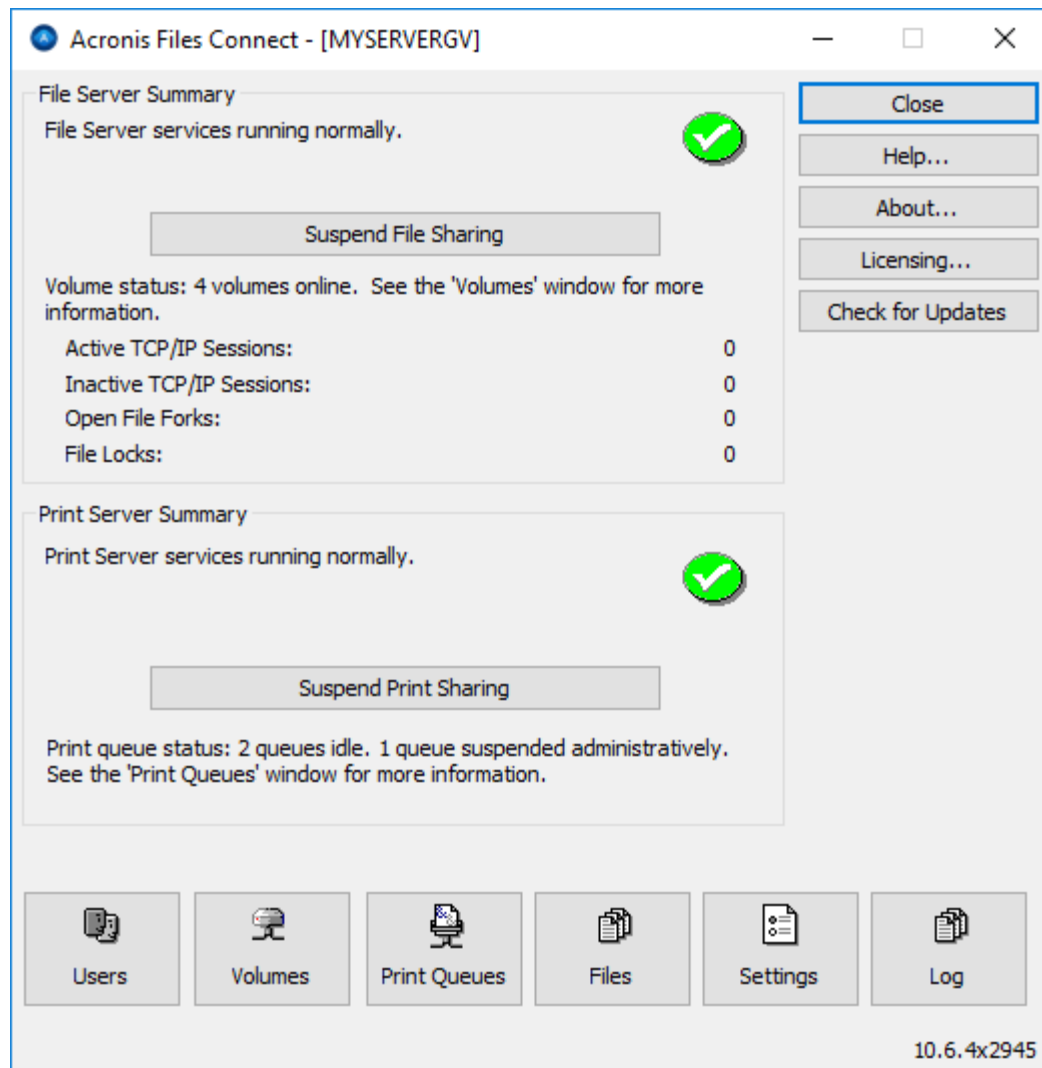 Acronis Files Connect - [MYSERVERGV]
File Server Summary
File Server services running normally.
Suspend File Sharing
Volume status: 4 volumes online. See the 'Volumes' window for more
information.
Active TCP/IP Sessions: 0
Inactive TCP/IP Sessions: 0
Open File Forks: 0
File Locks: 0
Close
Help...
About...
Licensing...
Check for Updates
Print Server Summary
Print Server services running normally.
Suspend Print Sharing
Print queue status: 2 queues idle. 1 queue suspended administratively.
See the 'Print Queues' window for more information.
Users Volumes Print Queues Files Settings Log
10.6.4x2945